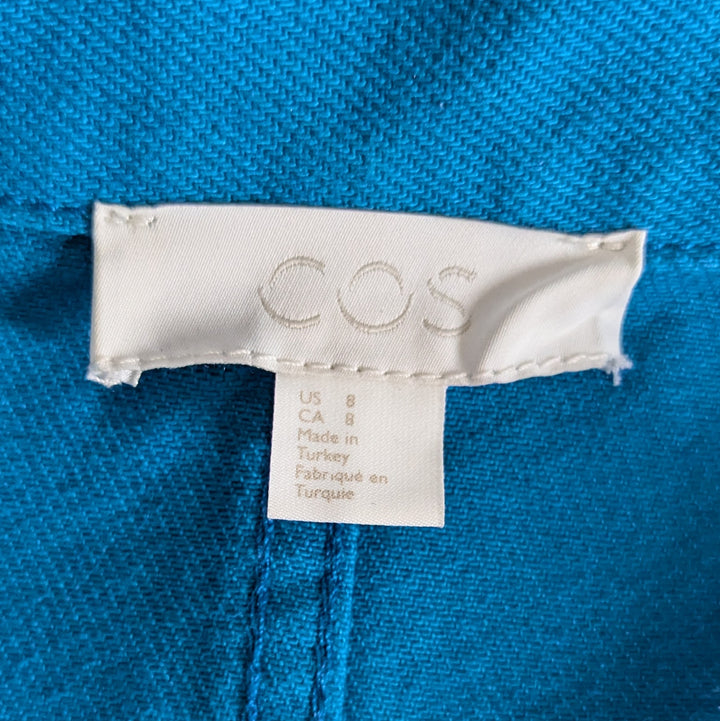 COS
US 8
CA 8
Made in
Turkey
Fabriqué en
Turquie